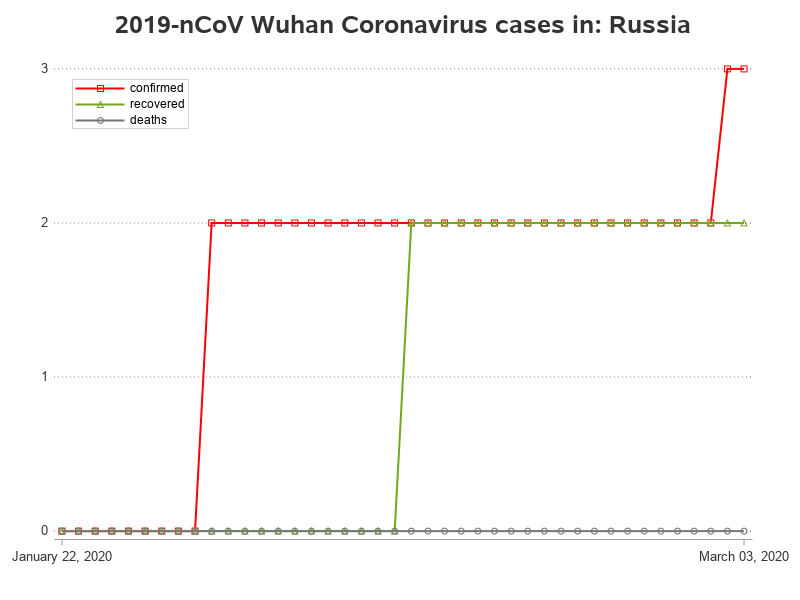 2019-nCoV Wuhan Coronavirus cases in: Russia
3
confirmed
recovered
deaths
2
1
0
January 22, 2020
March 03, 2020